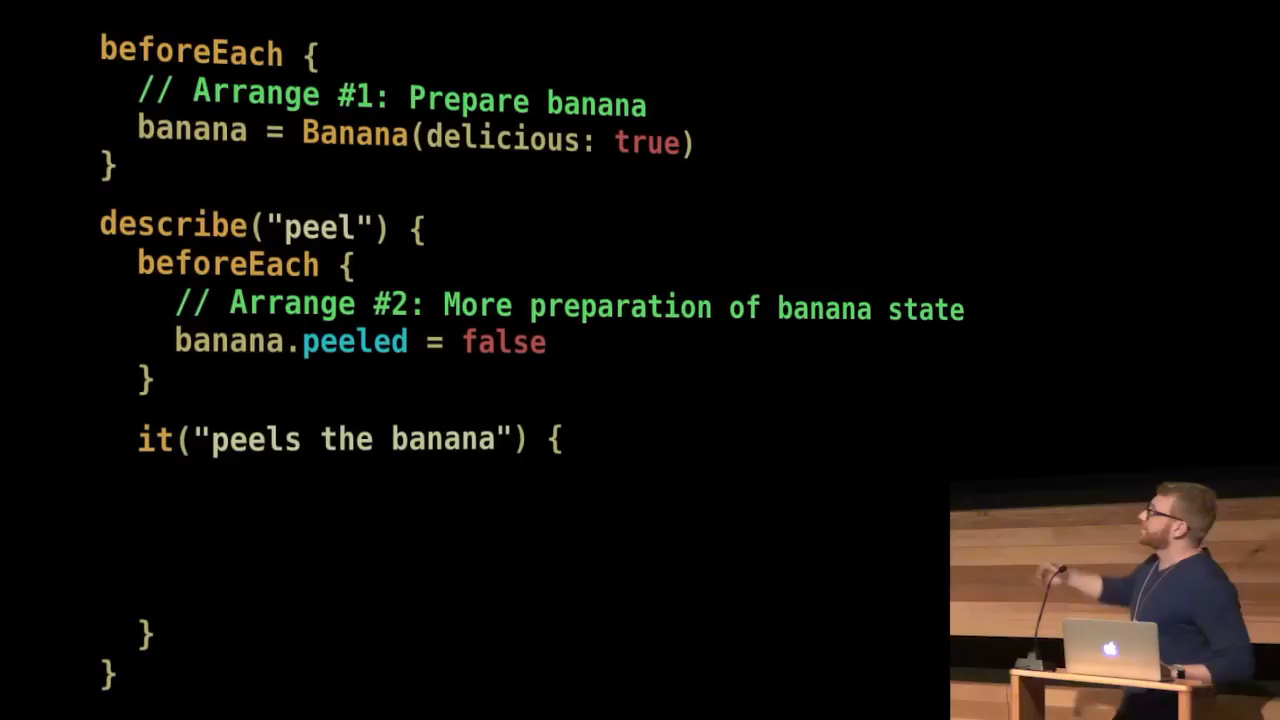 beforeEach {
// Arrange #1: Prepare banana
banana = Banana(delicious: true)
}
describe("peel") {
beforeEach {
// Arrange #2: More preparation of banana state
banana.peeled = false
}
it("peels the banana") {
}
}